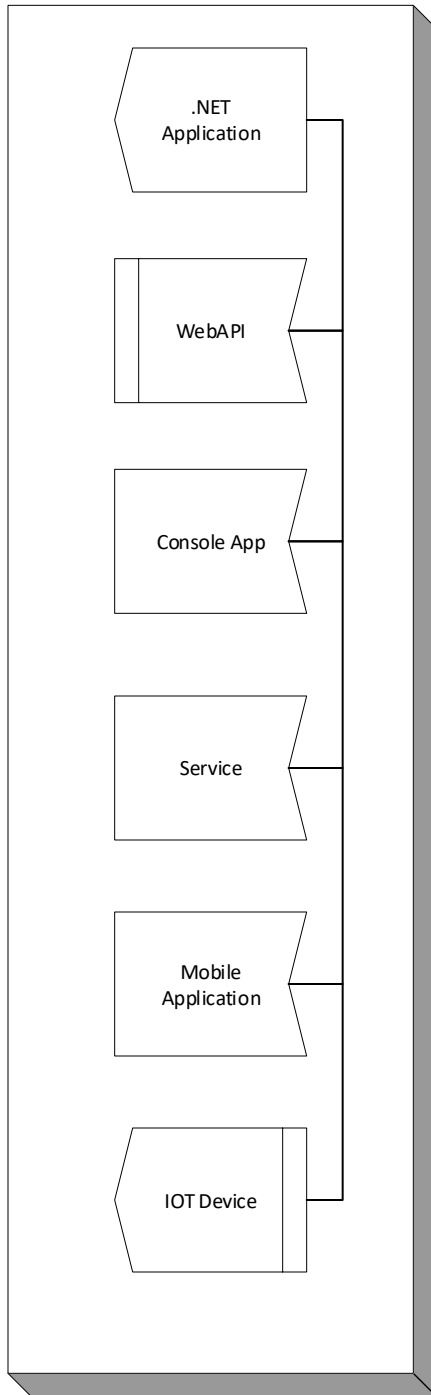 .NET
Application
WebAPI
Console App
Service
Mobile
Application
IOT Device